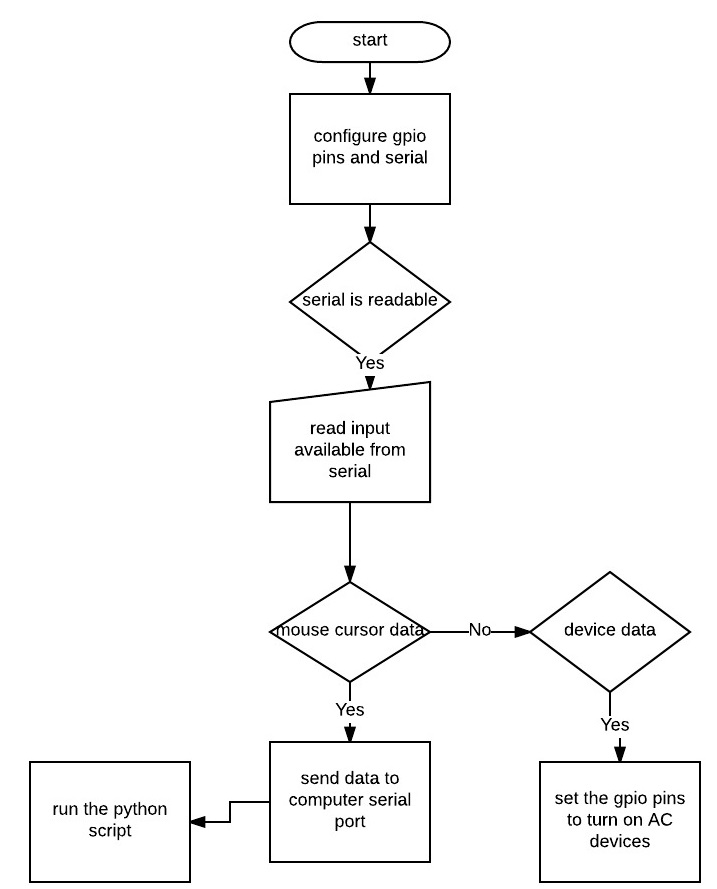 start
configure gpio
pins and serial
serial is readable
Yes
read input
available from
serial
mouse cursor data
No
device data
Yes
Yes
send data to
computer serial
port
run the python
script
set the gpio pins
to turn on AC
devices